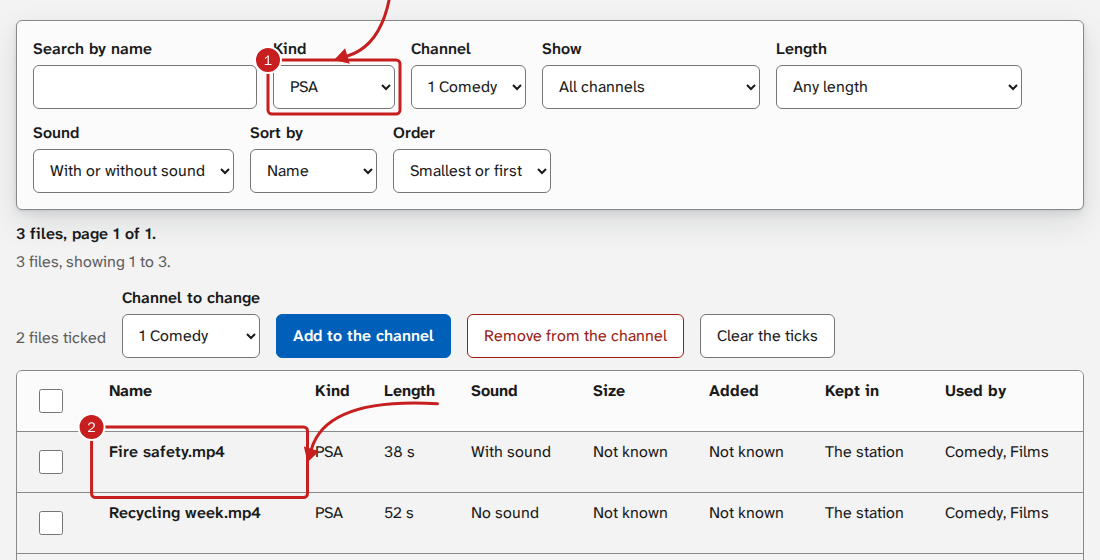 Search by name
Kind
Channel
Show
Length
1
PSA
1 Comedy
All channels
Any length
Sound
Sort by
Order
With or without sound
Name
Smallest or first
3 files, page 1 of 1.
3 files, showing 1 to 3.
Channel to change
2 files ticked
1 Comedy
Add to the channel
Remove from the channel
Clear the ticks
Name Kind Length Sound Size Added Kept in Used by
2
Fire safety.mp4 PSA 38 s With sound Not known Not known The station Comedy, Films
Recycling week.mp4 PSA 52 s No sound Not known Not known The station Comedy, Films